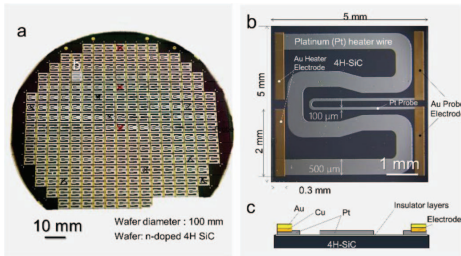 a
b
10 mm
Wafer diameter : 100 mm
Wafer: n-doped 4H SiC
b
5 mm
Platinum (Pt) heater wire
Au Heater
Electrode
4H-SiC
5 mm
Pt Probe
100 µm
Au Probe
Electrode
2 mm
500µm
1 mm
0.3 mm
c
Au
Cu
Pt
Insulator layers
Electrode
4H-SiC